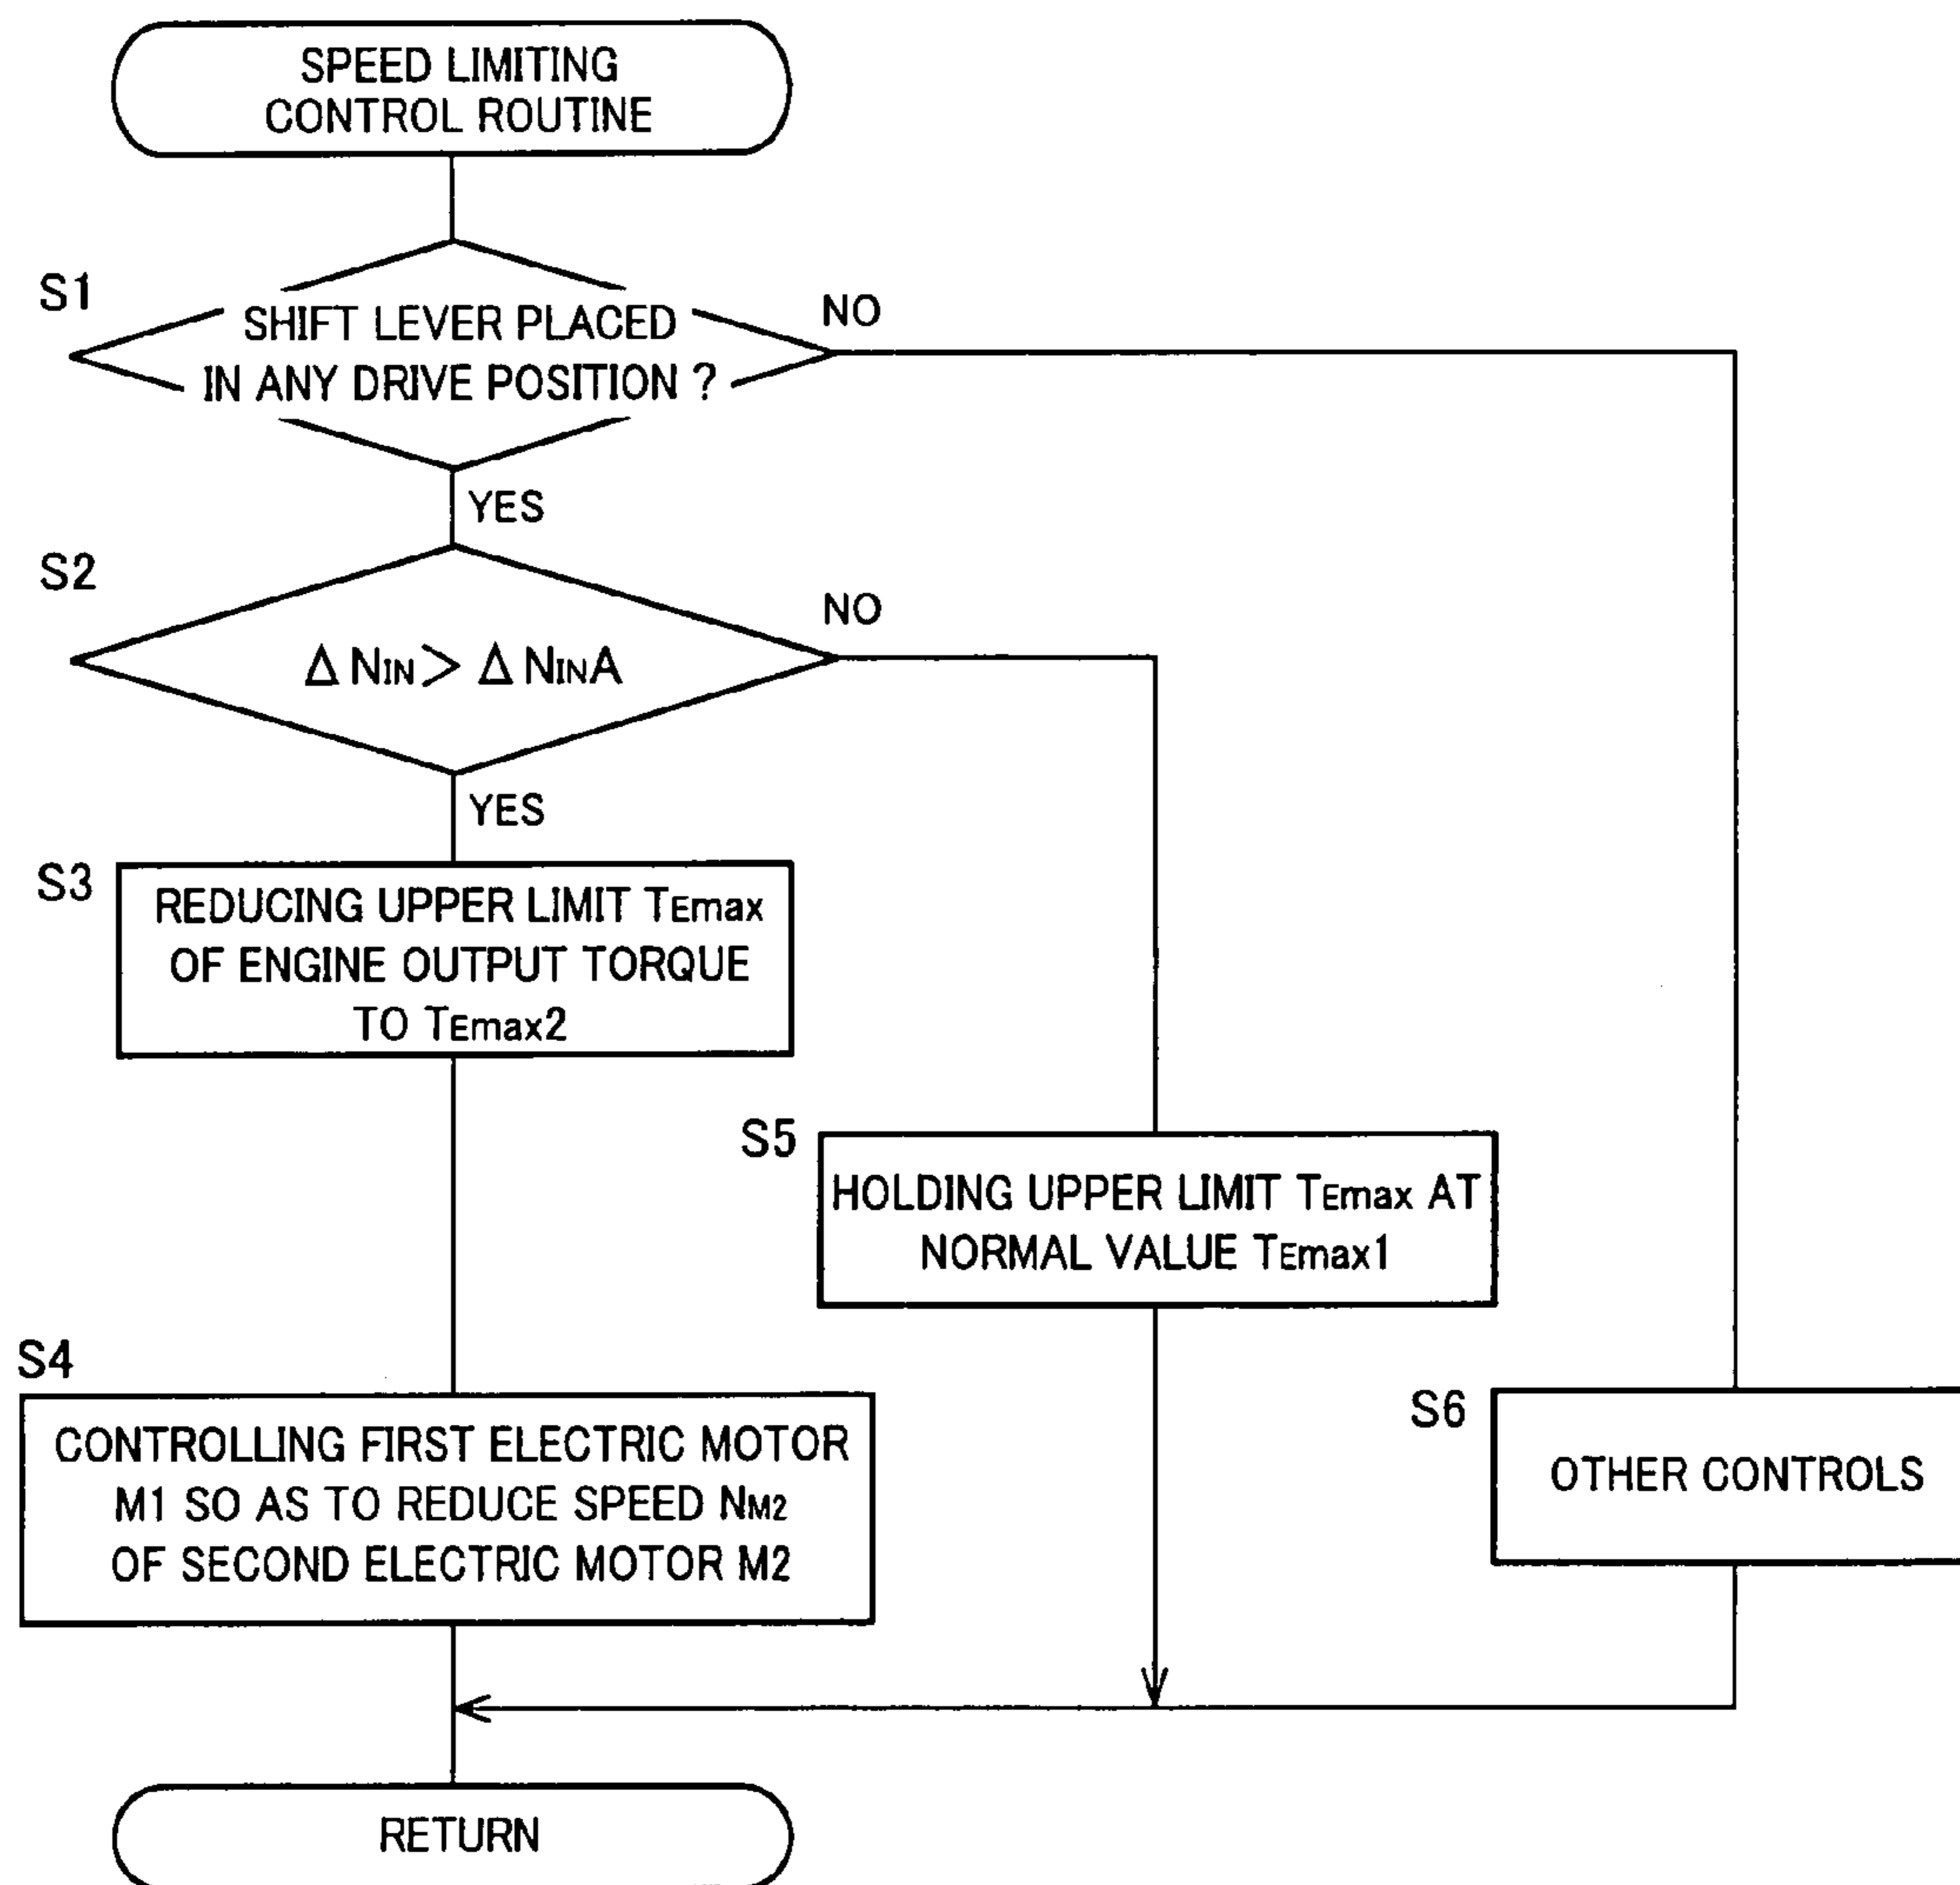 SPEED LIMITING
CONTROL ROUTINE
S1
SHIFT LEVER PLACED
IN ANY DRIVE POSITION ?
NO
YES
S2
ΔNIN> ΔNINA
NO
YES
S3
REDUCING UPPER LIMIT TEmax
OF ENGINE OUTPUT TORQUE
TO TEmax2
S5
HOLDING UPPER LIMIT TEmax AT
NORMAL VALUE TEmax1
S4
CONTROLLING FIRST ELECTRIC MOTOR
M1 SO AS TO REDUCE SPEED NM2
OF SECOND ELECTRIC MOTOR M2
S6
OTHER CONTROLS
RETURN